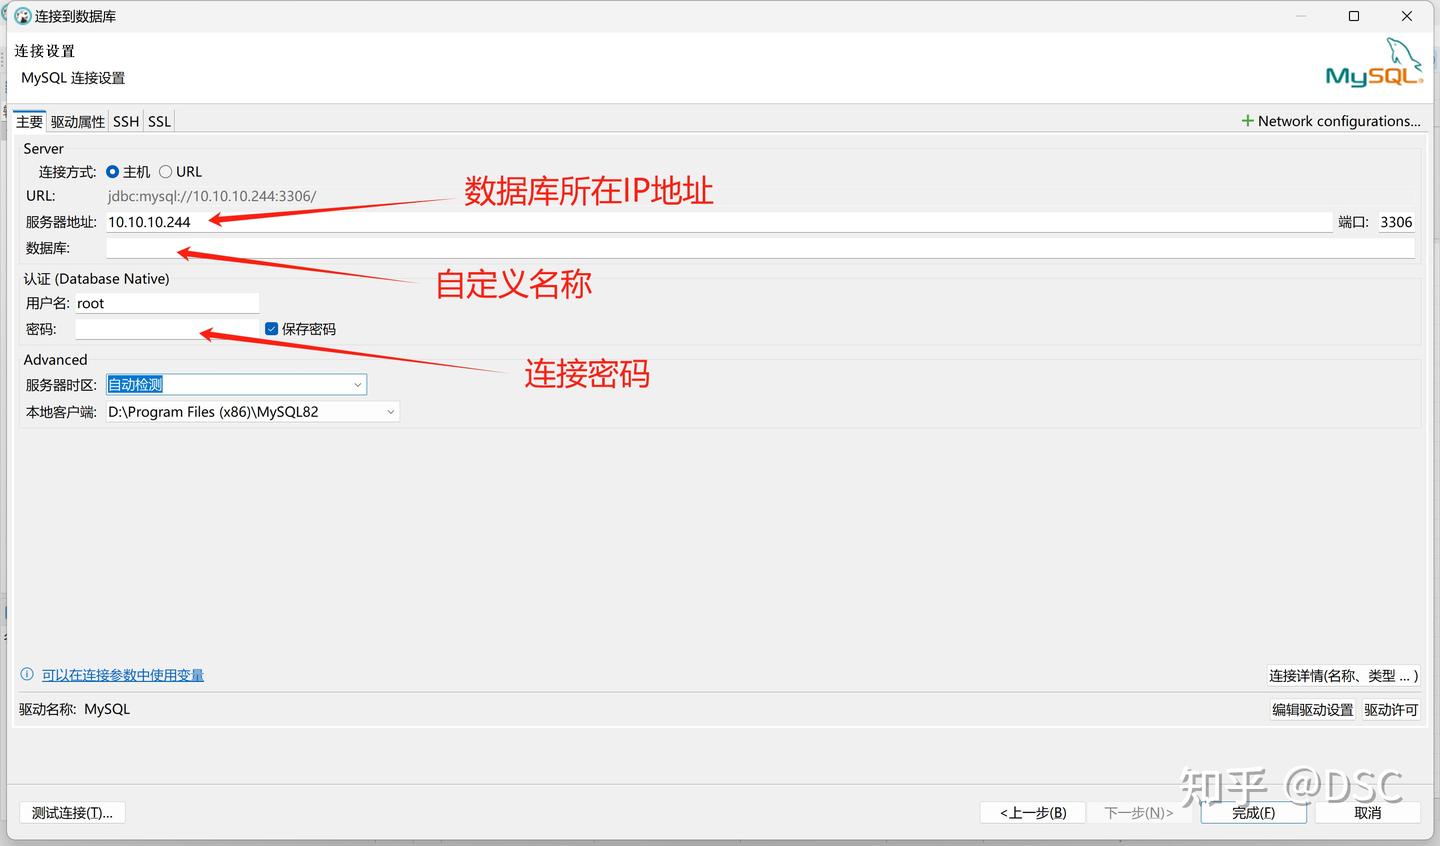 连接到数据库
连接设置
MySQL 连接设置
MySQL
主要 驱动属性 SSH SSL
Network configurations...
Server
连接方式: 主机 URL
URL: jdbc:mysql://10.10.10.244:3306/
数据库所在IP地址
服务器地址: 10.10.10.244 端口: 3306
数据库:
自定义名称
认证 (Database Native)
用户名: root
密码: 保存密码
连接密码
Advanced
服务器时区: 自动检测
本地客户端: D:\Program Files (x86)\MySQL82
可以在连接参数中使用变量
连接详情(名称、类型 ... )
驱动名称: MySQL
编辑驱动设置 驱动许可
知乎 @DSC
测试连接(T)... <上一步(B) 下一步(N)> 完成(F) 取消